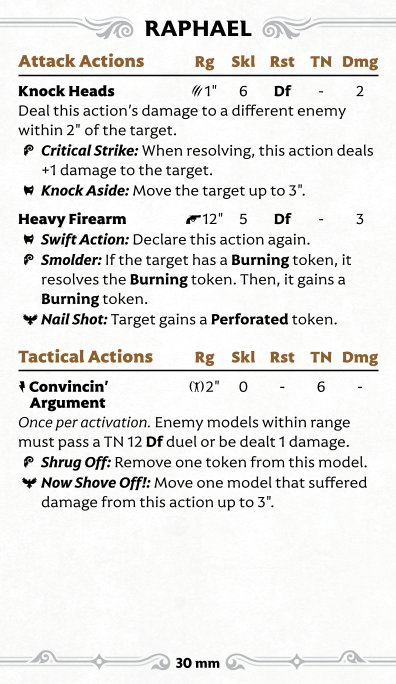 RAPHAEL
Attack Actions Rg Skl Rst TN Dmg
Knock Heads 1" 6 Df - 2
Deal this action's damage to a different enemy
within 2" of the target.
Critical Strike: When resolving, this action deals
+1 damage to the target.
Knock Aside: Move the target up to 3".
Heavy Firearm 12" 5 Df - 3
Swift Action: Declare this action again.
Smolder: If the target has a Burning token, it
resolves the Burning token. Then, it gains a
Burning token.
Nail Shot: Target gains a Perforated token.
Tactical Actions Rg Skl Rst TN Dmg
Convincin' 2" 0 - 6 -
Argument
Once per activation. Enemy models within range
must pass a TN 12 Df duel or be dealt 1 damage.
Shrug Off: Remove one token from this model.
Now Shove Off!: Move one model that suffered
damage from this action up to 3".
30 mm